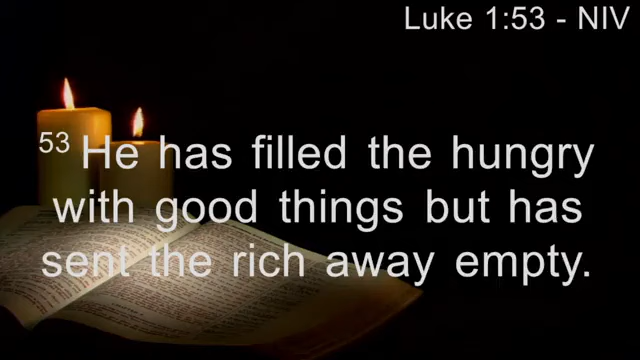 Luke 1:53 - NIV
53 He has filled the hungry
with good things but has
sent the rich away empty.